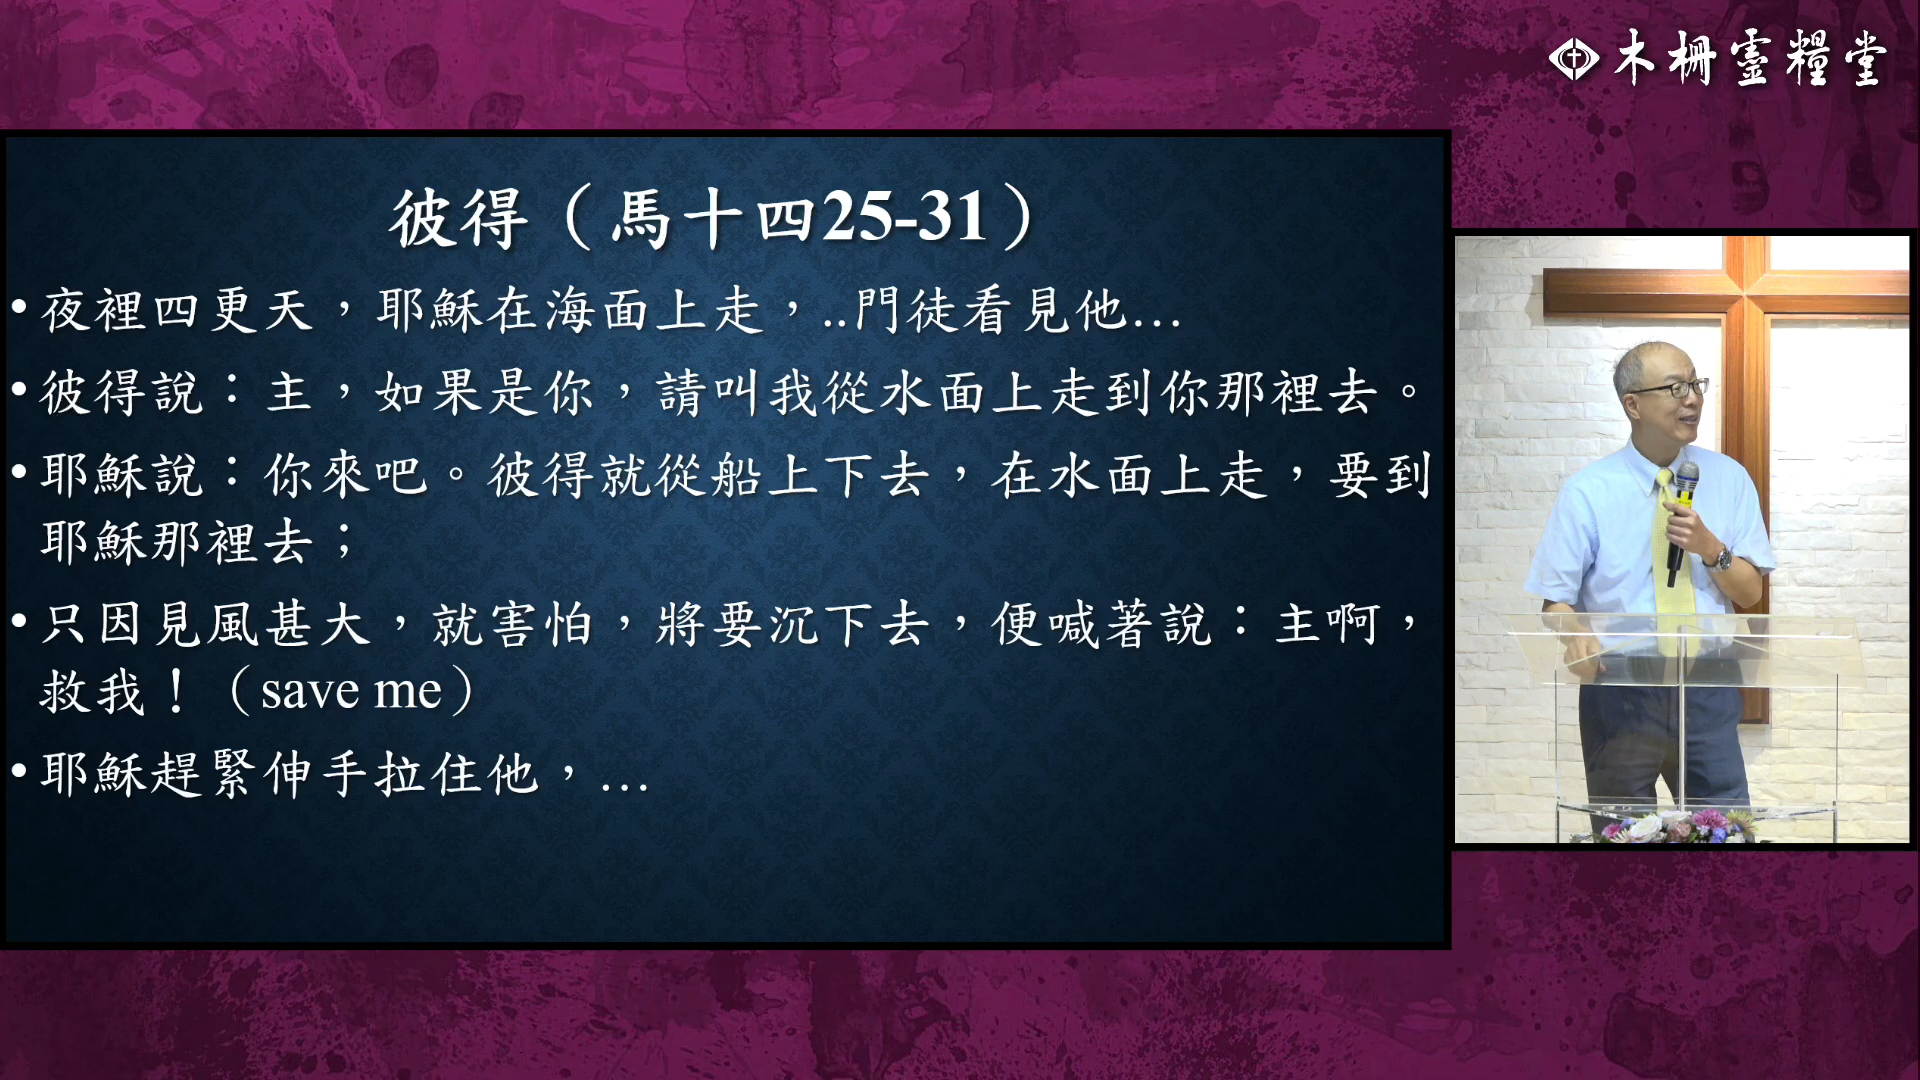 木柵靈糧堂
彼得（馬十四25-31）
•夜裡四更天，耶穌在海面上走，..門徒看見他…
•彼得說：主，如果是你，請叫我從水面上走到你那裡去。
•耶穌說：你來吧。彼得就從船上下去，在水面上走，要到
耶穌那裡去；
•只因見風甚大，就害怕，將要沉下去，便喊著說：主啊，
救我！（save me）
•耶穌趕緊伸手拉住他，…